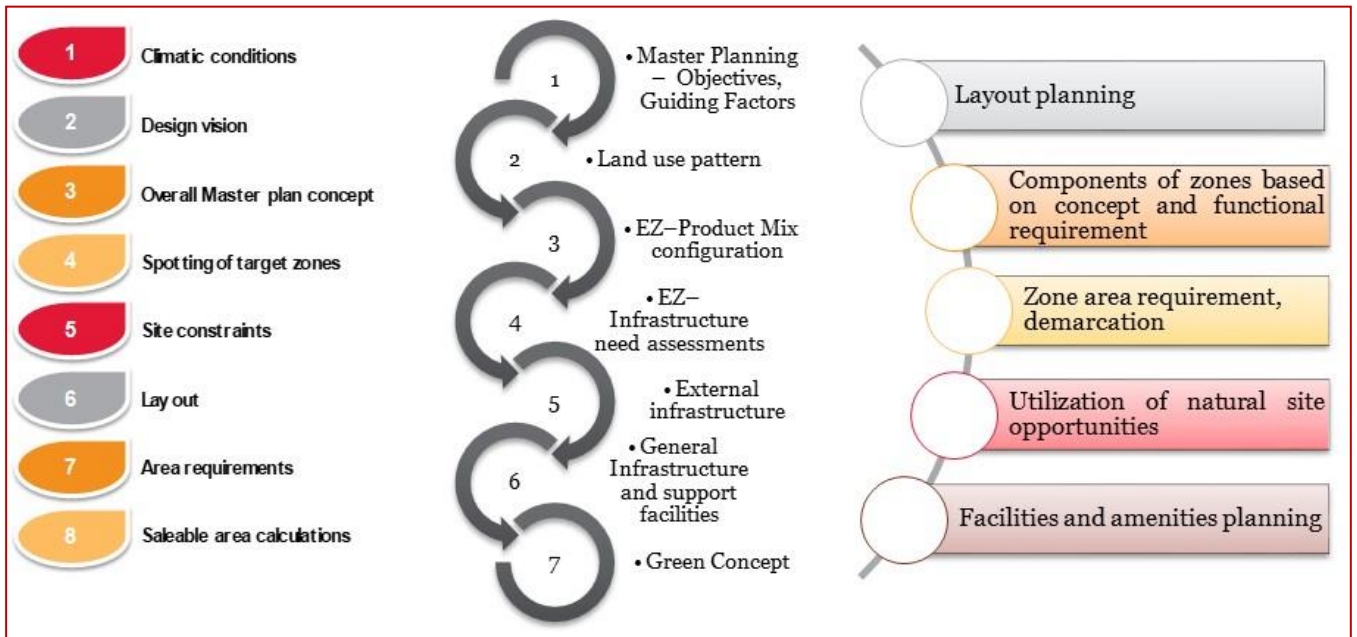 1
Climatic conditions
2
Design vision
3
Overall Master plan concept
4
Spotting of target zones
5
Site constraints
6
Lay out
7
Area requirements
8
Saleable area calculations
1
• Master Planning
– Objectives,
Guiding Factors
2
• Land use pattern
3
• EZ–Product Mix
configuration
4
• EZ–
Infrastructure
need assessments
5
• External
infrastructure
6
• General
Infrastructure
and support
facilities
7
• Green Concept
Layout planning
Components of zones based
on concept and functional
requirement
Zone area requirement,
demarcation
Utilization of natural site
opportunities
Facilities and amenities planning